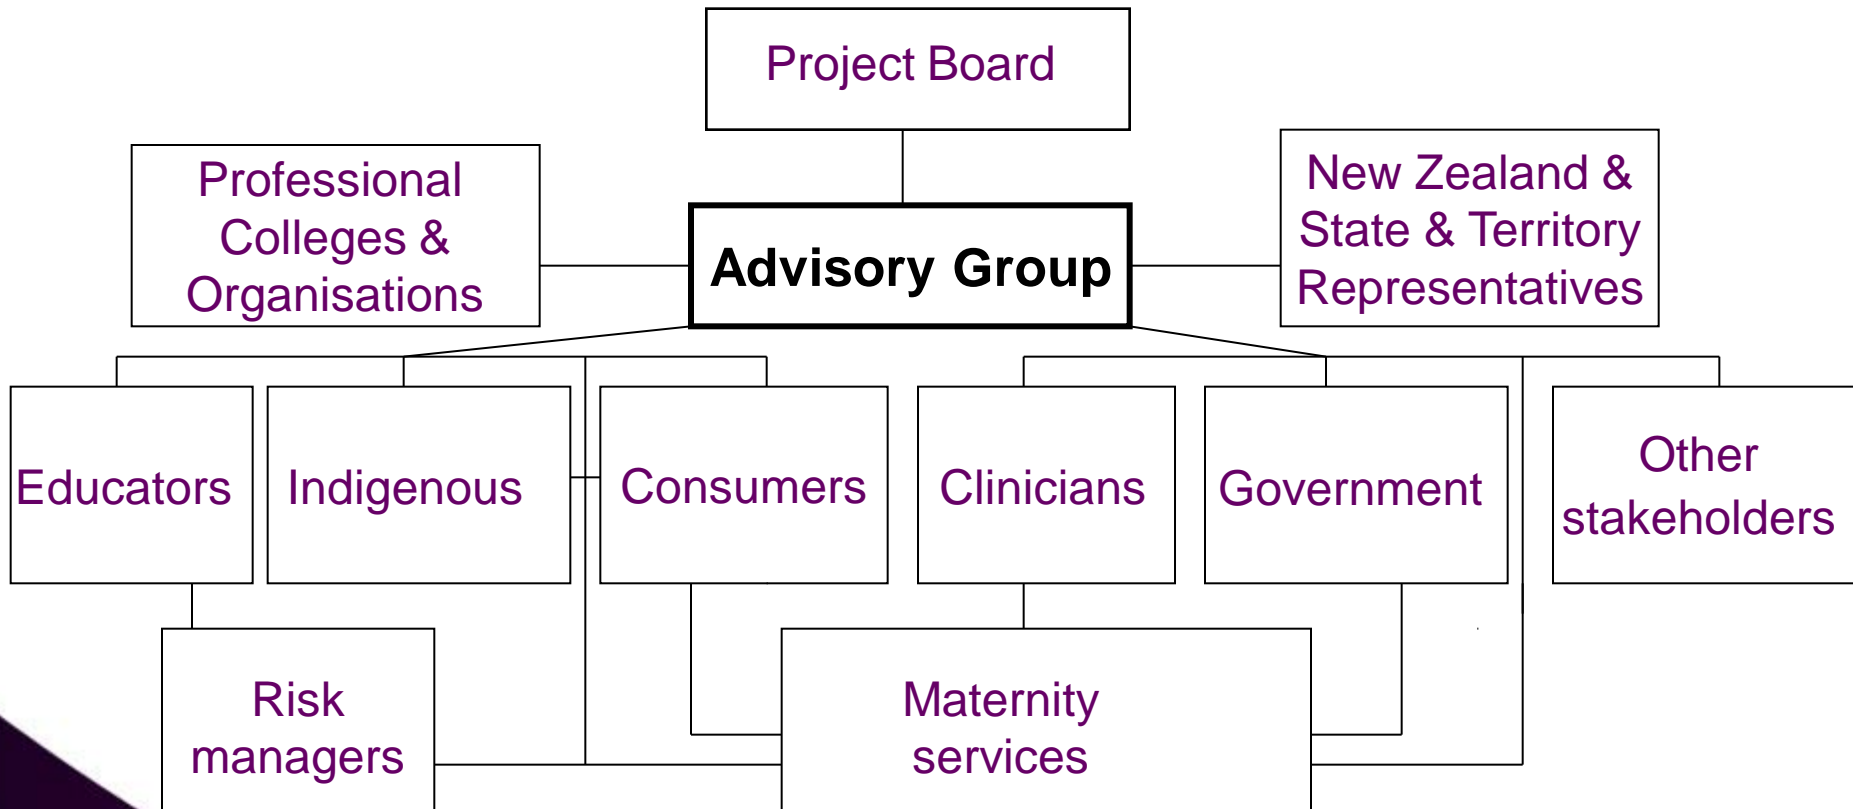 Project Board
Professional
Colleges &
Organisations
Advisory Group
New Zealand &
State & Territory
Representatives
Educators
Indigenous
Consumers
Clinicians
Government
Other
stakeholders
Risk
managers
Maternity
services